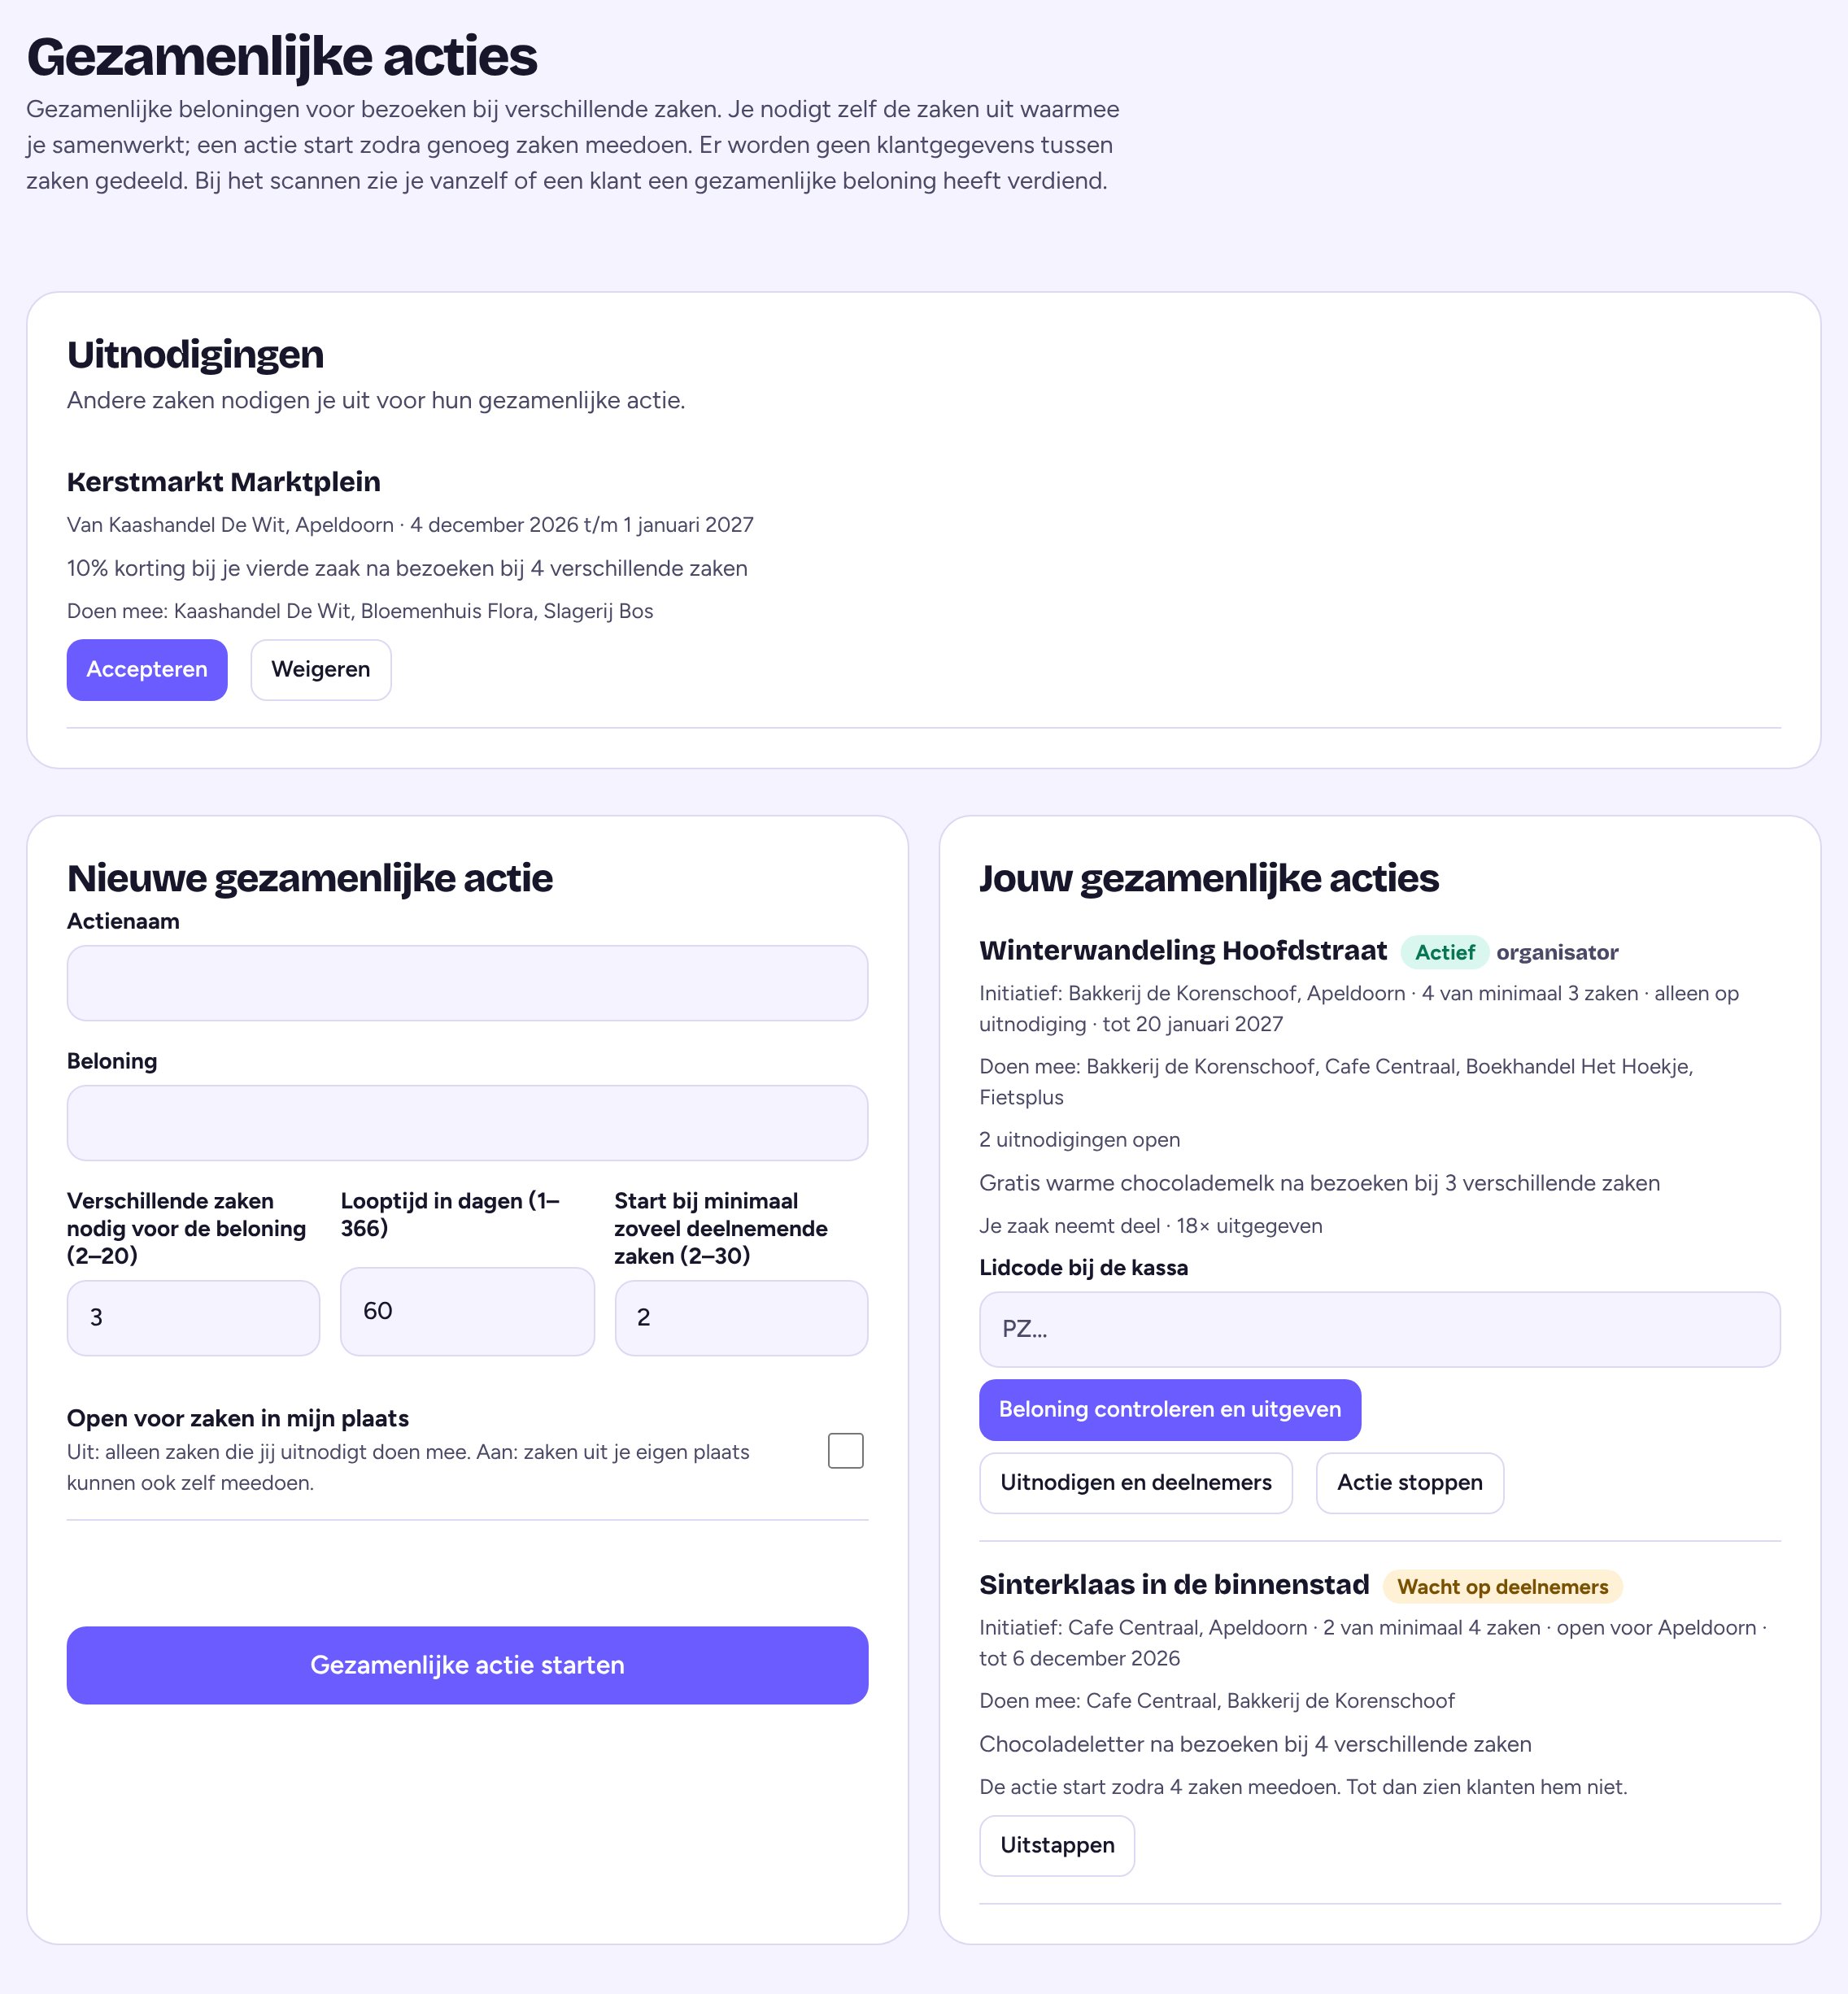 Gezamenlijke acties
Gezamenlijke beloningen voor bezoeken bij verschillende zaken. Je nodigt zelf de zaken uit waarmee
je samenwerkt; een actie start zodra genoeg zaken meedoen. Er worden geen klantgegevens tussen
zaken gedeeld. Bij het scannen zie je vanzelf of een klant een gezamenlijke beloning heeft verdiend.
Uitnodigingen
Andere zaken nodigen je uit voor hun gezamenlijke actie.
Kerstmarkt Marktplein
Van Kaashandel De Wit, Apeldoorn · 4 december 2026 t/m 1 januari 2027
10% korting bij je vierde zaak na bezoeken bij 4 verschillende zaken
Doen mee: Kaashandel De Wit, Bloemenhuis Flora, Slagerij Bos
Accepteren
Weigeren
Nieuwe gezamenlijke actie
Actienaam
Beloning
Verschillende zaken
nodig voor de beloning
(2–20)
3
Looptijd in dagen (1–
366)
60
Start bij minimaal
zoveel deelnemende
zaken (2–30)
2
Open voor zaken in mijn plaats
Uit: alleen zaken die jij uitnodigt doen mee. Aan: zaken uit je eigen plaats
kunnen ook zelf meedoen.
Gezamenlijke actie starten
Jouw gezamenlijke acties
Winterwandeling Hoofdstraat Actief organisator
Initiatief: Bakkerij de Korenschoof, Apeldoorn · 4 van minimaal 3 zaken · alleen op
uitnodiging · tot 20 januari 2027
Doen mee: Bakkerij de Korenschoof, Cafe Centraal, Boekhandel Het Hoekje,
Fietsplus
2 uitnodigingen open
Gratis warme chocolademelk na bezoeken bij 3 verschillende zaken
Je zaak neemt deel · 18× uitgegeven
Lidcode bij de kassa
PZ...
Beloning controleren en uitgeven
Uitnodigen en deelnemers
Actie stoppen
Sinterklaas in de binnenstad Wacht op deelnemers
Initiatief: Cafe Centraal, Apeldoorn · 2 van minimaal 4 zaken · open voor Apeldoorn ·
tot 6 december 2026
Doen mee: Cafe Centraal, Bakkerij de Korenschoof
Chocoladeletter na bezoeken bij 4 verschillende zaken
De actie start zodra 4 zaken meedoen. Tot dan zien klanten hem niet.
Uitstappen